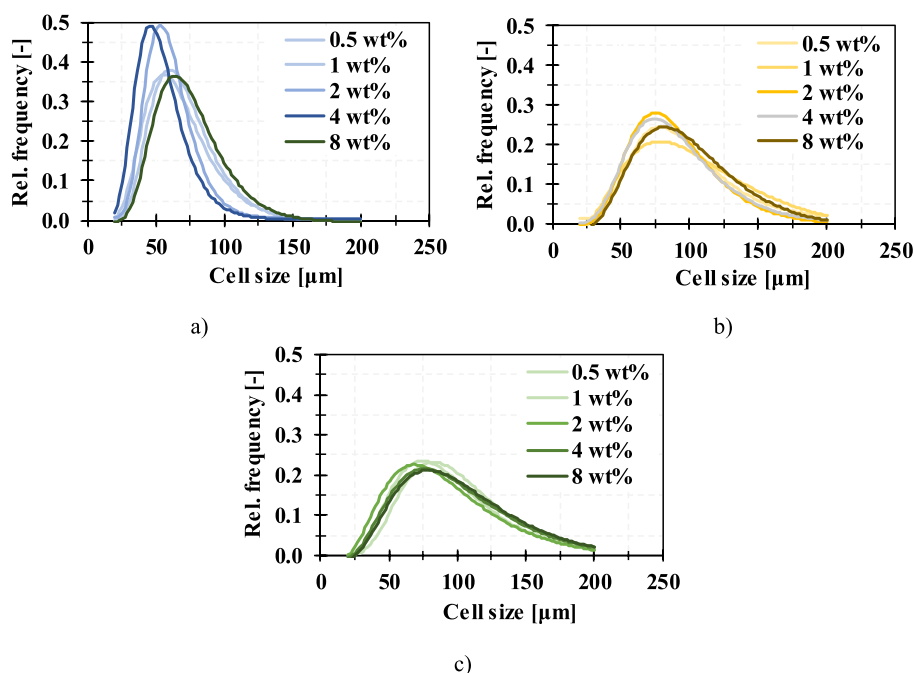 0.5
0.4
0.3
0.2
0.1
0.0
Rel. frequency [-]
0.5 wt%
1 wt%
2 wt%
4 wt%
8 wt%
0 50 100 150 200 250
Cell size [µm]
a)
0.5
0.4
0.3
0.2
0.1
0.0
Rel. frequency [-]
0.5 wt%
1 wt%
2 wt%
4 wt%
8 wt%
0 50 100 150 200 250
Cell size [µm]
b)
0.5
0.4
0.3
0.2
0.1
0.0
Rel. frequency [-]
0.5 wt%
1 wt%
2 wt%
4 wt%
8 wt%
0 50 100 150 200 250
Cell size [µm]
c)